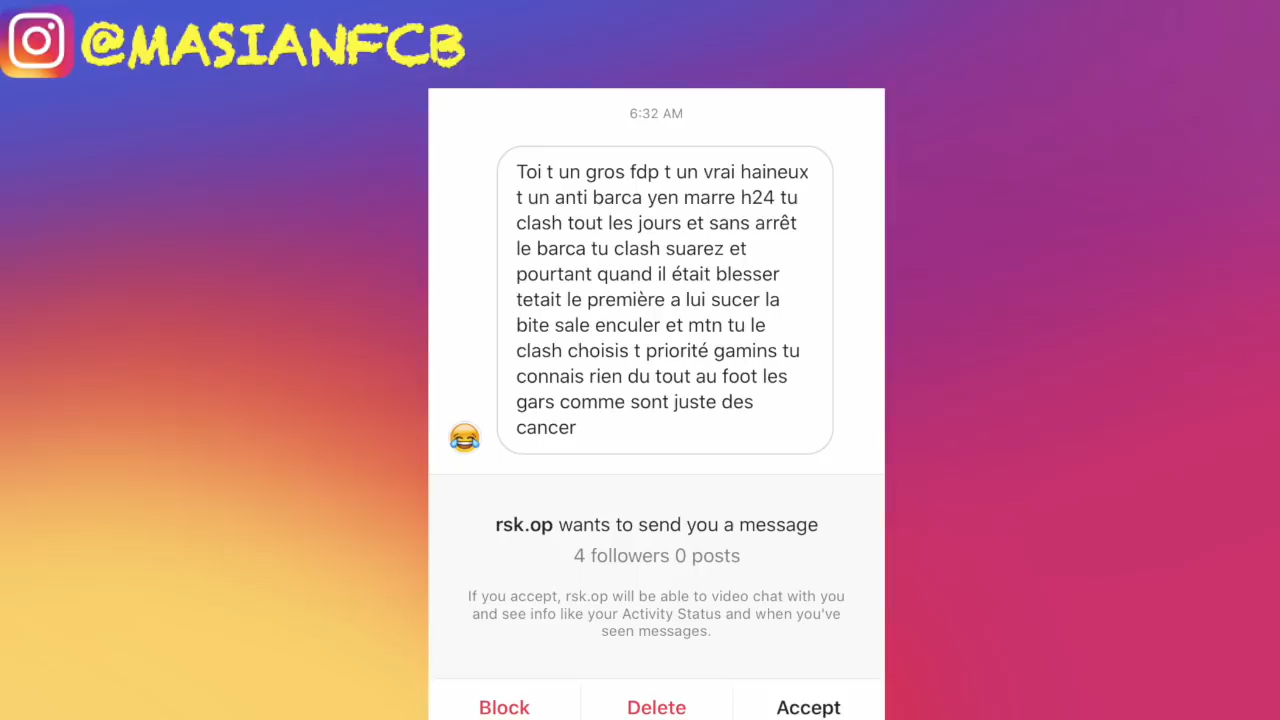 @MASIANFCB
6:32 AM
Toi t un gros fdp t un vrai haineux
t un anti barca yen marre h24 tu
clash tout les jours et sans arrêt
le barca tu clash suarez et
pourtant quand il était blesser
tetait le première a lui sucer la
bite sale enculer et mtn tu le
clash choisis t priorité gamins tu
connais rien du tout au foot les
gars comme sont juste des
cancer
rsk.op wants to send you a message
4 followers 0 posts
If you accept, rsk.op will be able to video chat with you
and see info like your Activity Status and when you've
seen messages.
Block Delete Accept